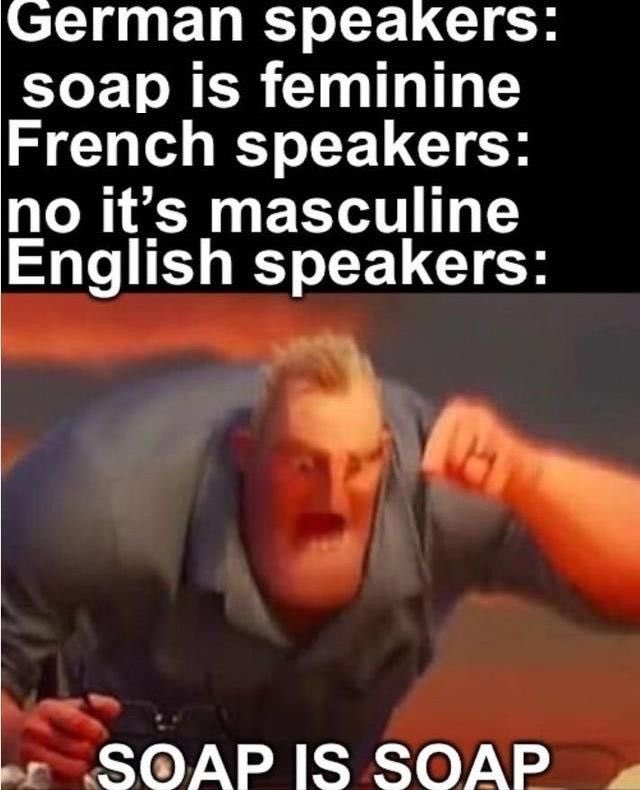 German speakers:
soap is feminine
French speakers:
no it’s masculine
English speakers:
SOAP IS SOAP